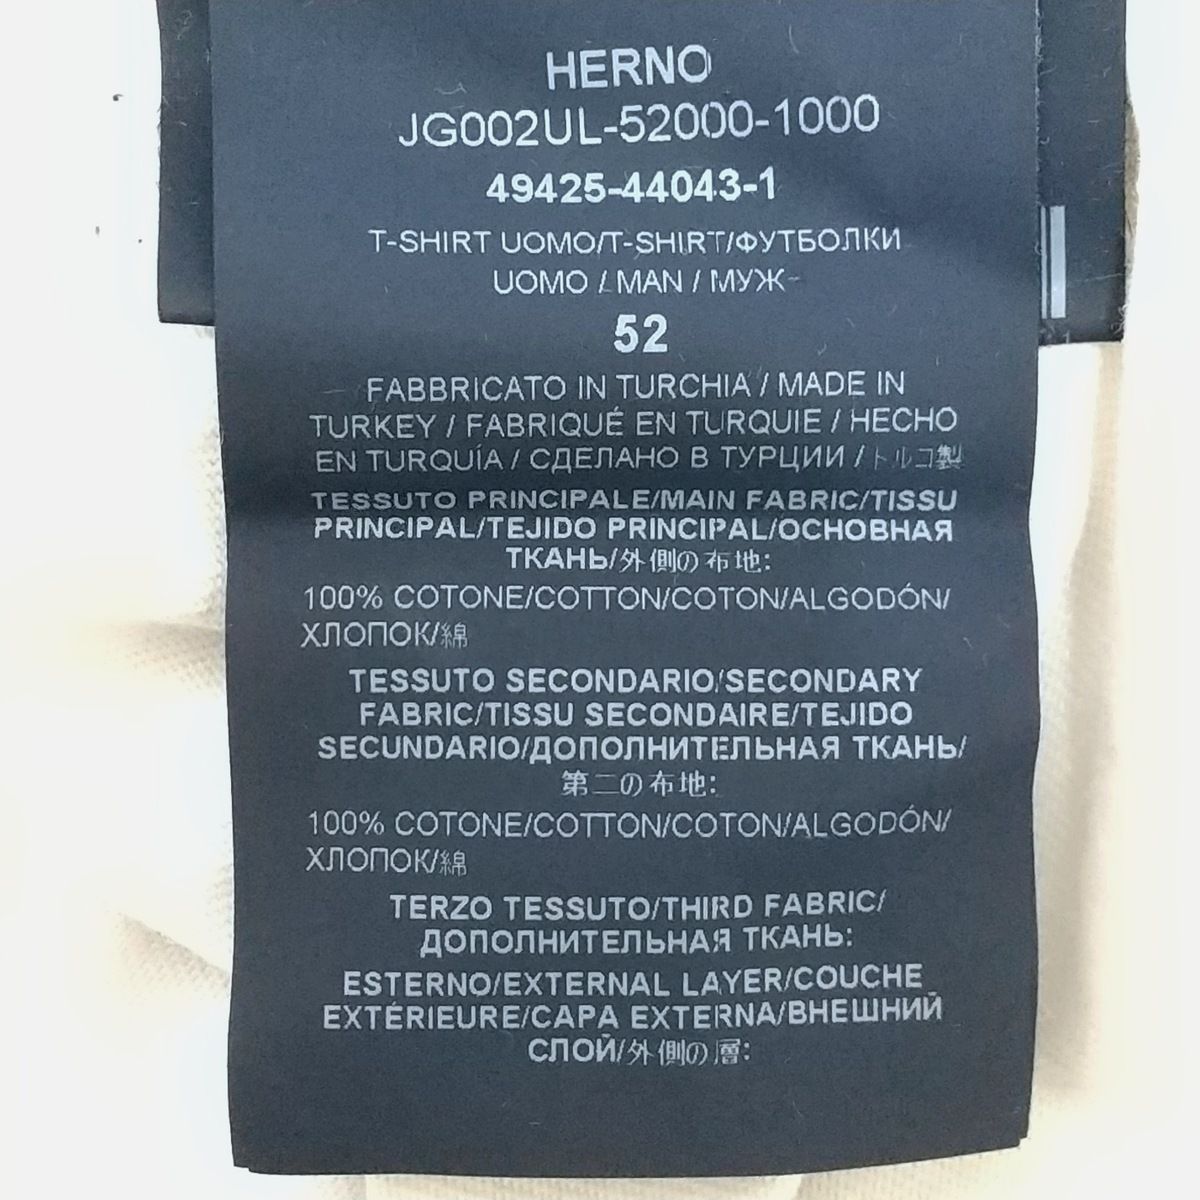 HERNO
JG002UL-52000-1000
49425-44043-1
T-SHIRT UOMO/T-SHIRT/ФУТБОЛКИ
UOMO / MAN / МУЖ
52
FABBRICATO IN TURCHIA / MADE IN
TURKEY / FABRIQUÉ EN TURQUIE / HECHO
EN TURQUÍA / СДЕЛАНО В ТУРЦИИ / トルコ製
TESSUTO PRINCIPALE/MAIN FABRIC/TISSU
PRINCIPAL/TEJIDO PRINCIPAL/ОСНОВНАЯ
ТКАНЬ/外側の布地:
100% COTONE/COTTON/COTON/ALGODÓN/
ХЛОПОК/綿
TESSUTO SECONDARIO/SECONDARY
FABRIC/TISSU SECONDAIRE/TEJIDO
SECUNDARIO/ДОПОЛНИТЕЛЬНАЯ ТКАНЬ/
第二の布地:
100% COTONE/COTTON/COTON/ALGODÓN/
ХЛОПОК/綿
TERZO TESSUTO/THIRD FABRIC/
ДОПОЛНИТЕЛЬНАЯ ТКАНЬ:
ESTERNO/EXTERNAL LAYER/COUCHE
EXTÉRIEURE/CAPA EXTERNA/ВНЕШНИЙ
СЛОЙ/外側の層: